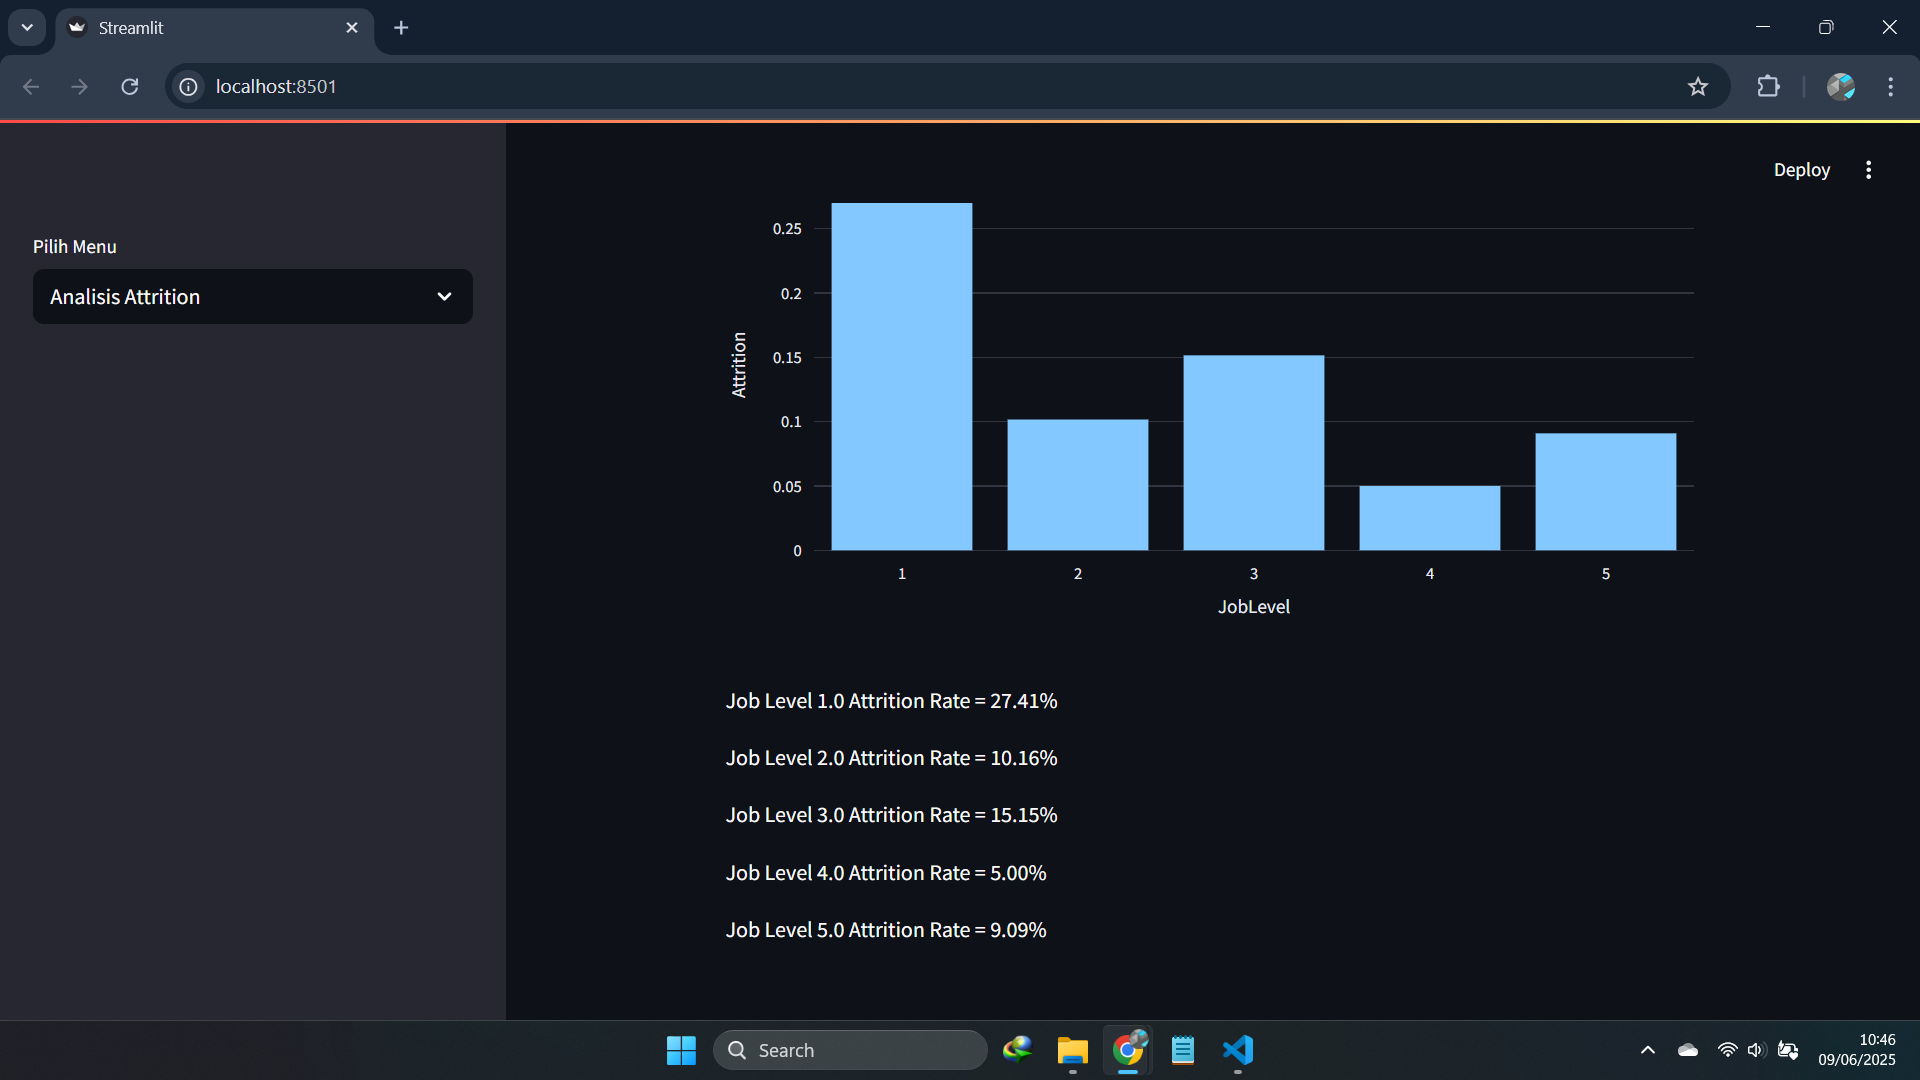 Streamlit
localhost:8501
Deploy
Pilih Menu
Analisis Attrition
0.25
0.2
0.15
0.1
0.05
0
Attrition
1 2 3 4 5
JobLevel
Job Level 1.0 Attrition Rate = 27.41%
Job Level 2.0 Attrition Rate = 10.16%
Job Level 3.0 Attrition Rate = 15.15%
Job Level 4.0 Attrition Rate = 5.00%
Job Level 5.0 Attrition Rate = 9.09%
Search
10:46
09/06/2025